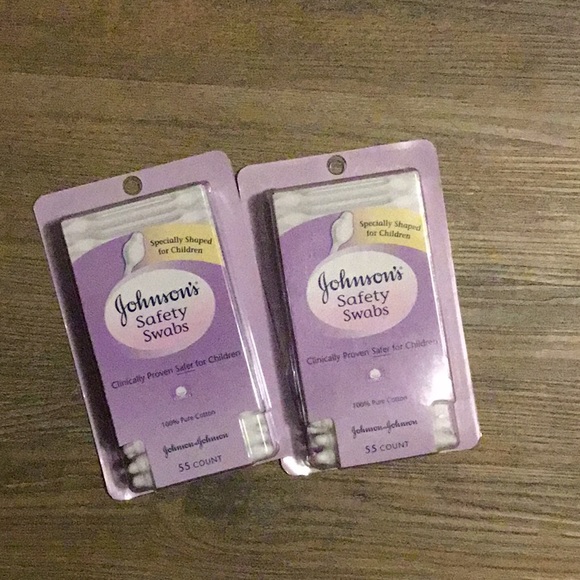 Specially Shaped
for Children
Johnson's
Safety
Swabs
Clinically Proven Safer for Children
100% Pure Cotton
Johnson & Johnson
55 COUNT
Specially Shaped
for Children
Johnson's
Safety
Swabs
Clinically Proven Safer for Children
100% Pure Cotton
Johnson & Johnson
55 COUNT